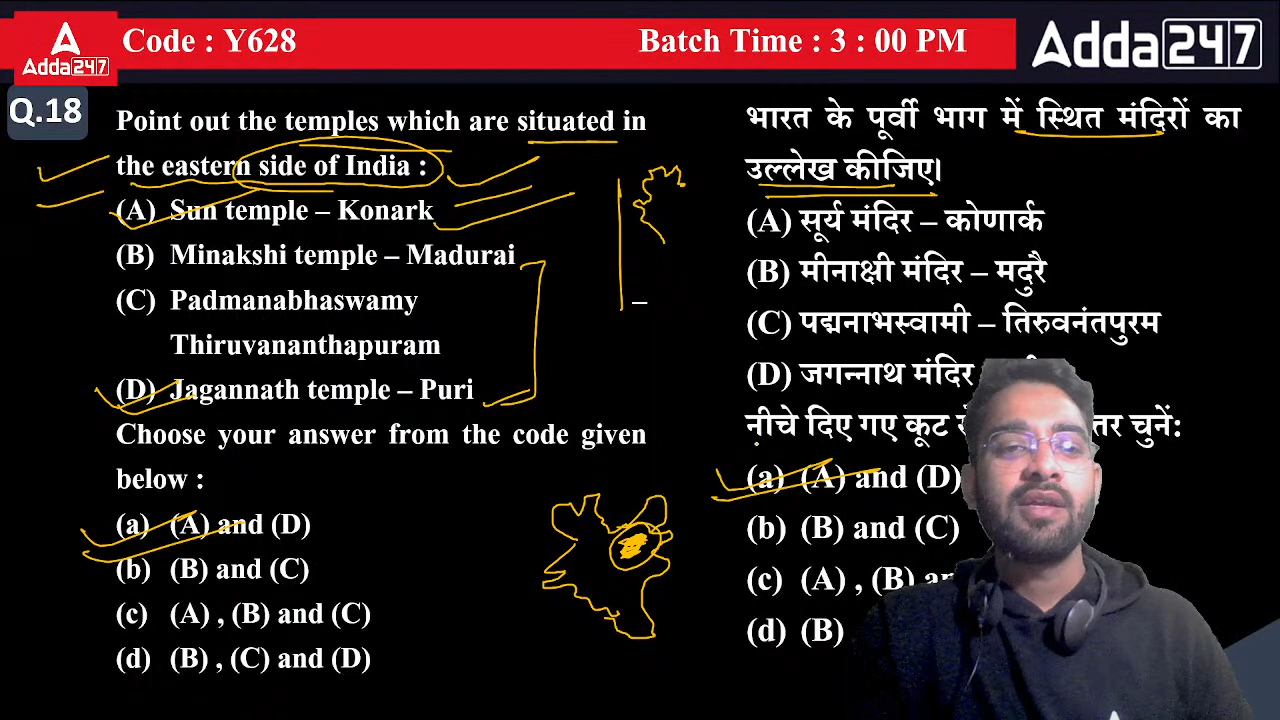 Code : Y628
Batch Time : 3 : 00 PM
Adda247
Adda247
Q.18
Point out the temples which are situated in
the eastern side of India :
(A) Sun temple – Konark
(B) Minakshi temple – Madurai
(C) Padmanabhaswamy –
Thiruvananthapuram
(D) Jagannath temple – Puri
Choose your answer from the code given
below :
(a) (A) and (D)
(b) (B) and (C)
(c) (A) , (B) and (C)
(d) (B) , (C) and (D)
भारत के पूर्वी भाग में स्थित मंदिरों का
उल्लेख कीजिए।
(A) सूर्य मंदिर – कोणार्क
(B) मीनाक्षी मंदिर – मदुरै
(C) पद्मनाभस्वामी – तिरुवनंतपुरम
(D) जगन्नाथ मंदिर
नीचे दिए गए कूट चुनें:
(a) (A) and (D)
(b) (B) and (C)
(c) (A) , (B)
(d) (B)